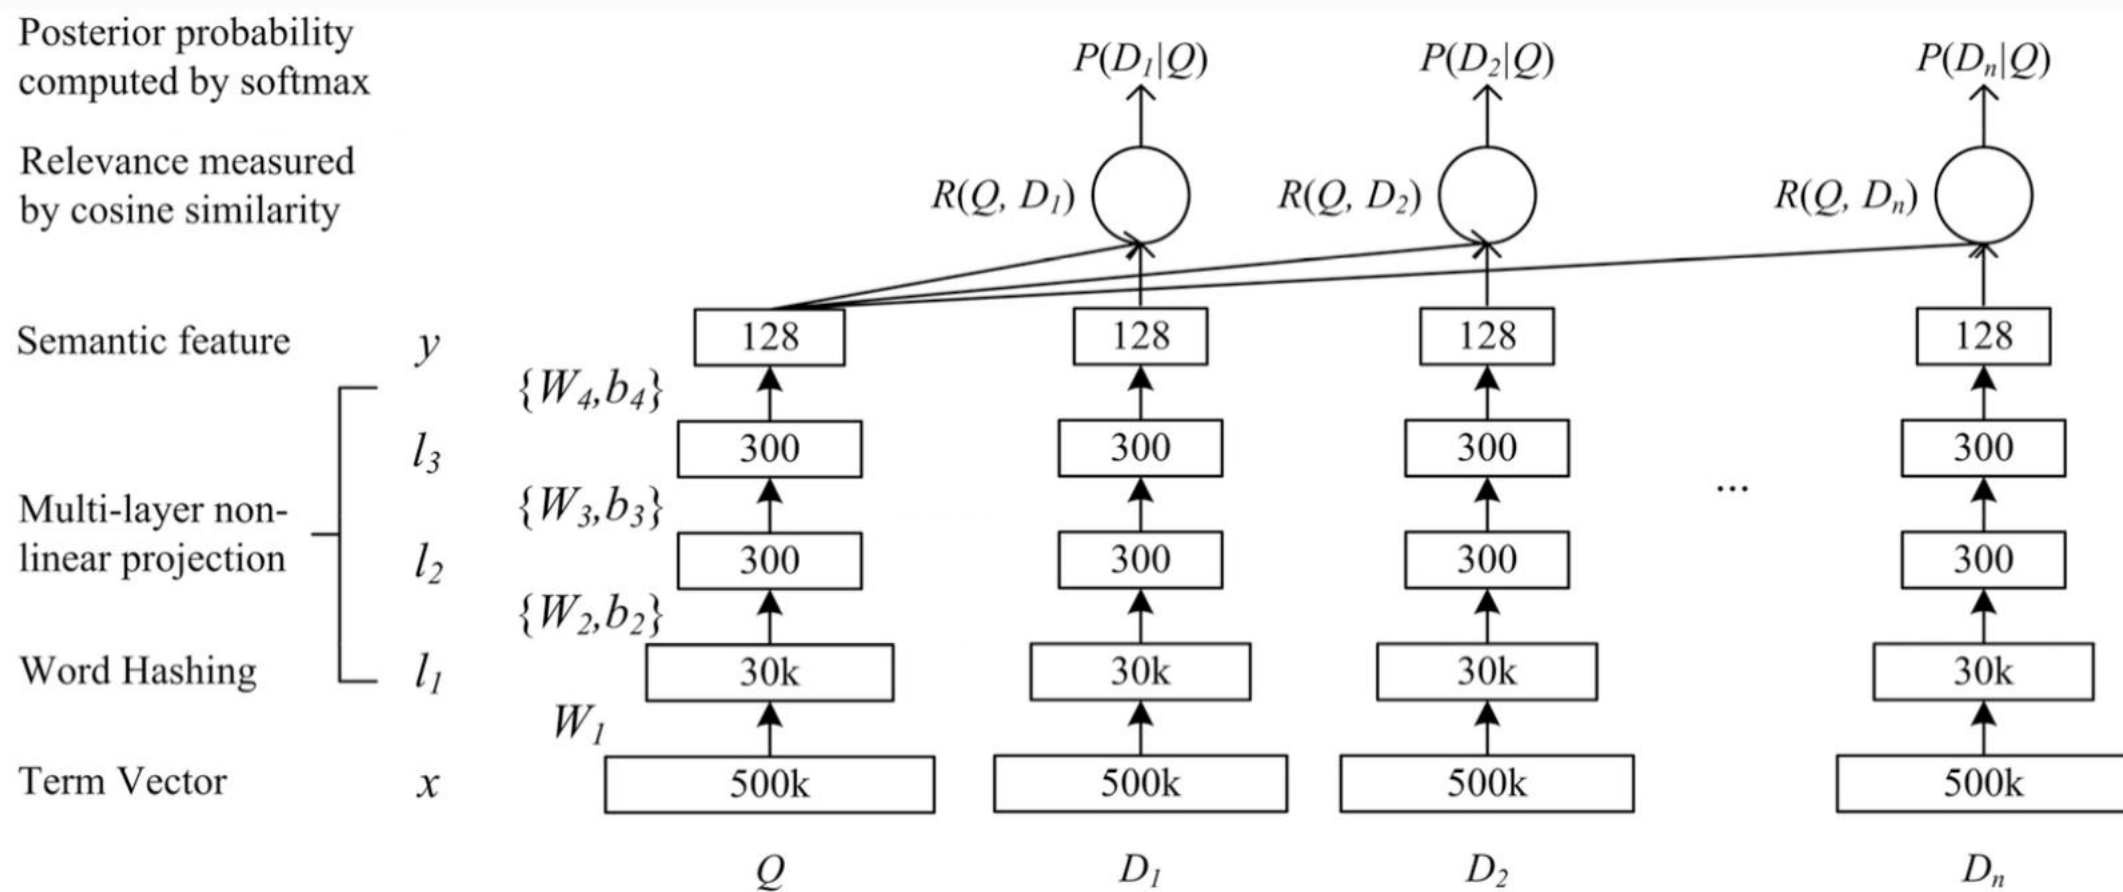 Posterior probability
computed by softmax
P(D₁|Q) P(D₂|Q) P(Dₙ|Q)
Relevance measured
by cosine similarity
R(Q, D₁) R(Q, D₂) R(Q, Dₙ)
Semantic feature y 128 128 128 128
{W₄,b₄}
l₃ 300 300 300 300
Multi-layer non-
linear projection
{W₃,b₃} ...
l₂ 300 300 300 300
{W₂,b₂}
Word Hashing l₁ 30k 30k 30k 30k
W₁
Term Vector x 500k 500k 500k 500k
Q D₁ D₂ Dₙ